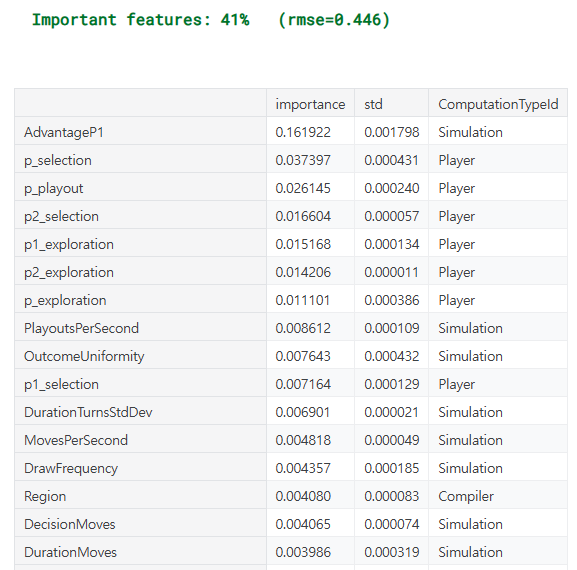 Important features: 41% (rmse=0.446)
importance std ComputationTypeId
AdvantageP1 0.161922 0.001798 Simulation
p_selection 0.037397 0.000431 Player
p_playout 0.026145 0.000240 Player
p2_selection 0.016604 0.000057 Player
p1_exploration 0.015168 0.000134 Player
p2_exploration 0.014206 0.000011 Player
p_exploration 0.011101 0.000386 Player
PlayoutsPerSecond 0.008612 0.000109 Simulation
OutcomeUniformity 0.007643 0.000432 Simulation
p1_selection 0.007164 0.000129 Player
DurationTurnsStdDev 0.006901 0.000021 Simulation
MovesPerSecond 0.004818 0.000049 Simulation
DrawFrequency 0.004357 0.000185 Simulation
Region 0.004080 0.000083 Compiler
DecisionMoves 0.004065 0.000074 Simulation
DurationMoves 0.003986 0.000319 Simulation